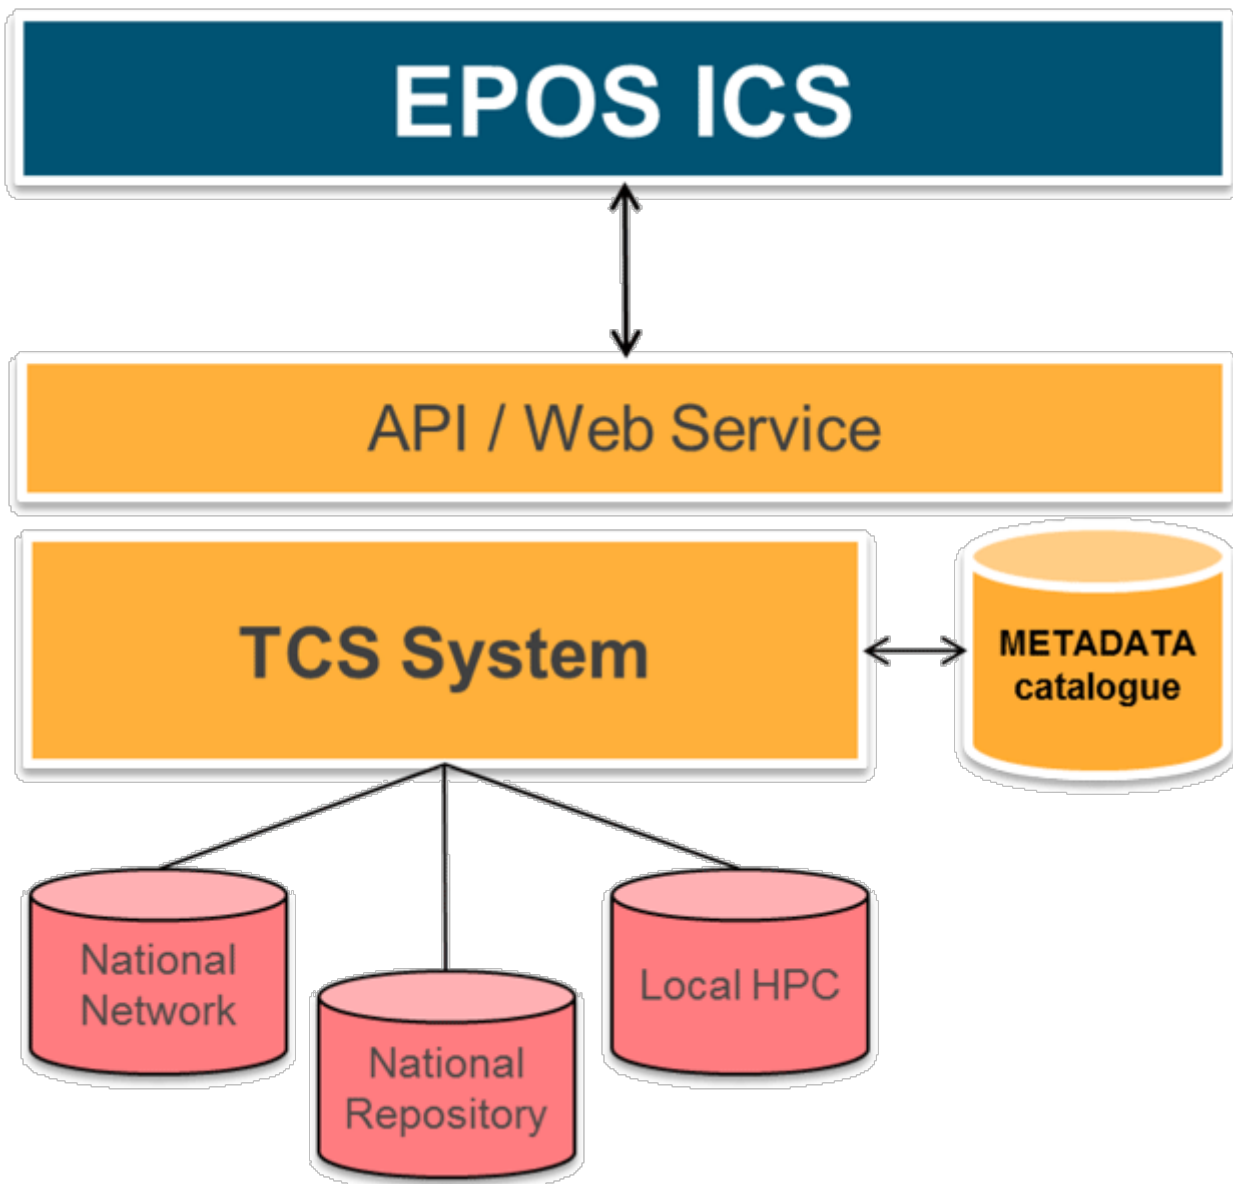 EPOS ICS
API / Web Service
TCS System
METADATA
catalogue
National
Network
National
Repository
Local HPC